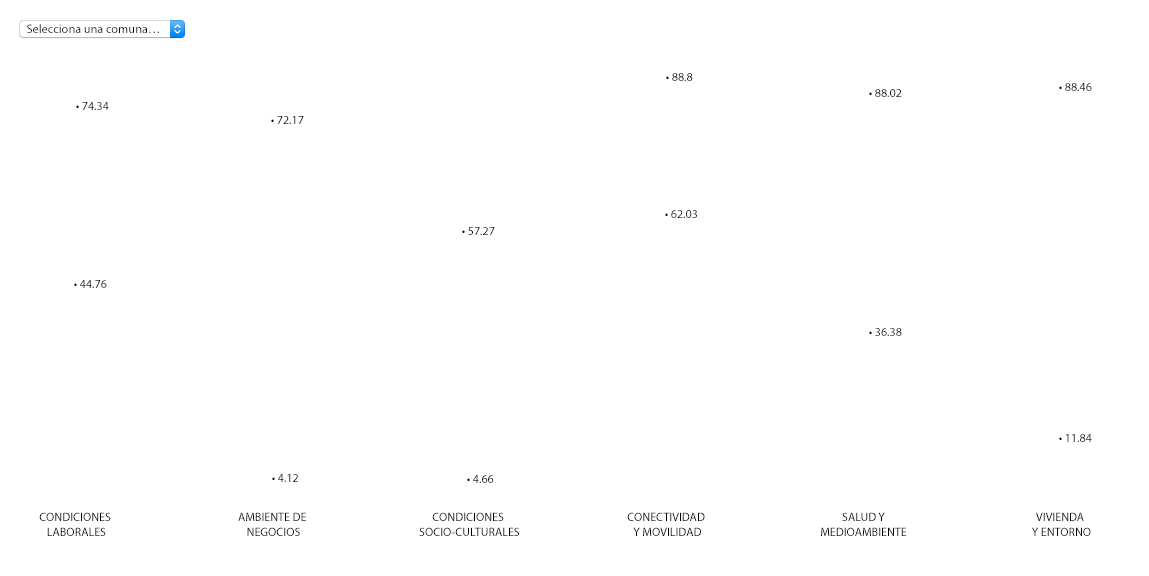 Selecciona una comuna…
• 88.8
• 88.46
• 88.02
• 74.34
• 72.17
• 62.03
• 57.27
• 44.76
• 36.38
• 11.84
• 4.12
• 4.66
CONDICIONES
LABORALES
AMBIENTE DE
NEGOCIOS
CONDICIONES
SOCIO-CULTURALES
CONECTIVIDAD
Y MOVILIDAD
SALUD Y
MEDIOAMBIENTE
VIVIENDA
Y ENTORNO